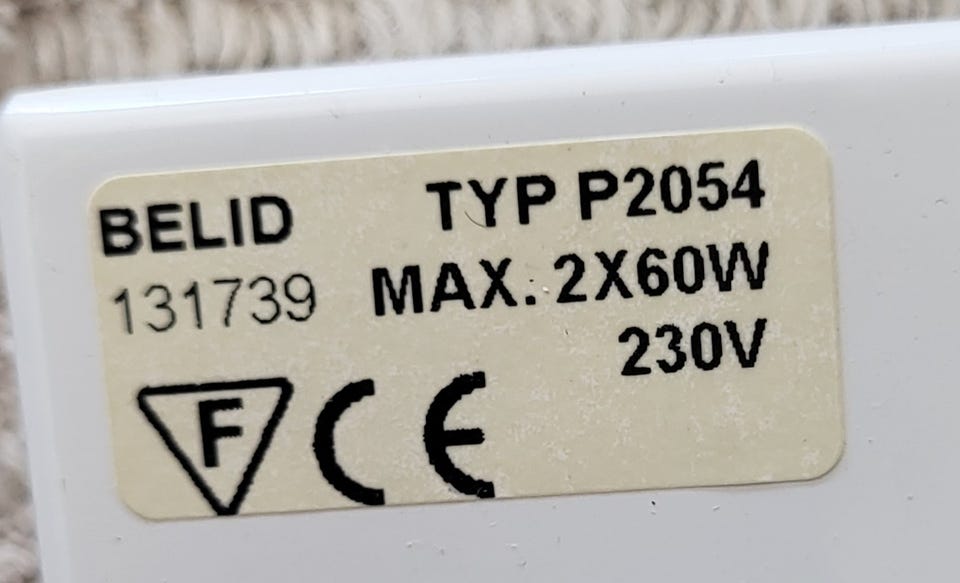 BELID
131739
TYP P2054
MAX. 2X60W
230V
F CE